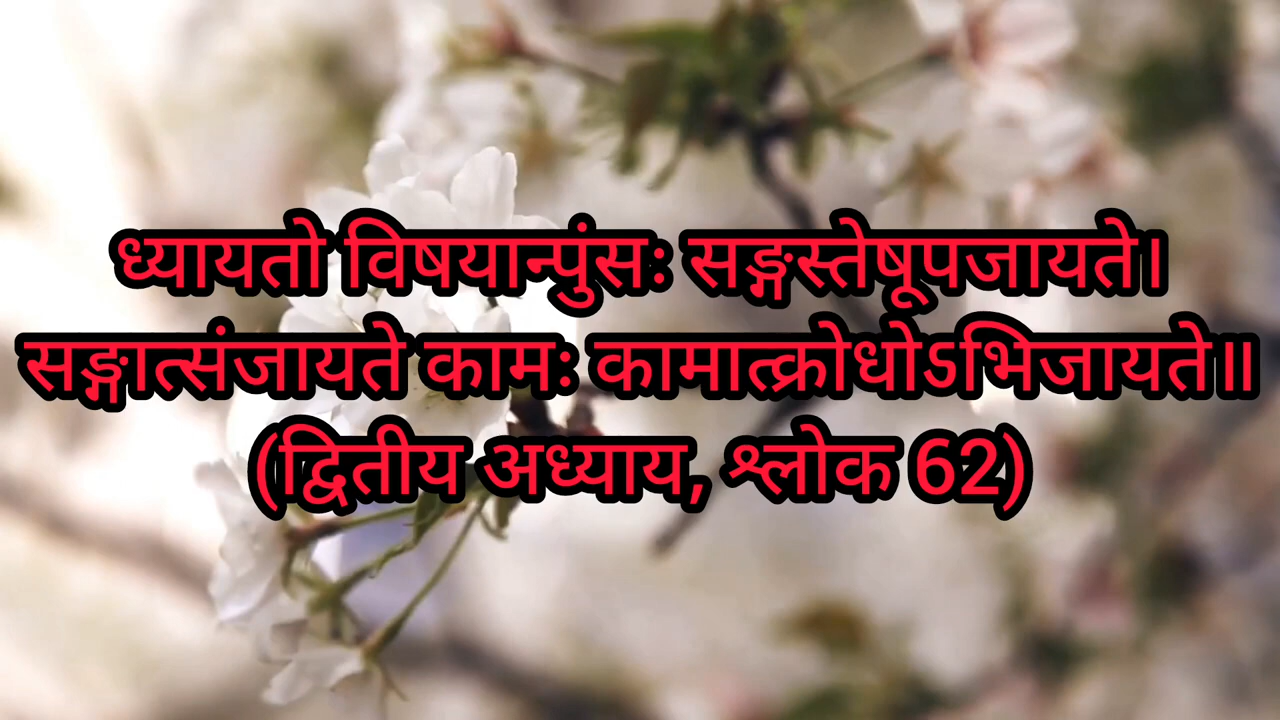 ध्यायतो विषयान्पुंसः सङ्गस्तेषूपजायते।
सङ्गात्संजायते कामः कामात्क्रोधोऽभिजायते॥
(द्वितीय अध्याय, श्लोक 62)